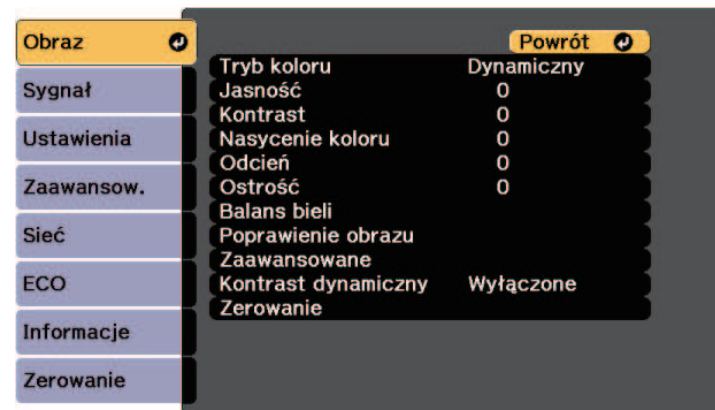 Obraz
Sygnał
Ustawienia
Zaawansow.
Sieć
ECO
Informacje
Zerowanie
Powrót
Tryb koloru Dynamiczny
Jasność 0
Kontrast 0
Nasycenie koloru 0
Odcień 0
Ostrość 0
Balans bieli
Poprawienie obrazu
Zaawansowane
Kontrast dynamiczny Wyłączone
Zerowanie